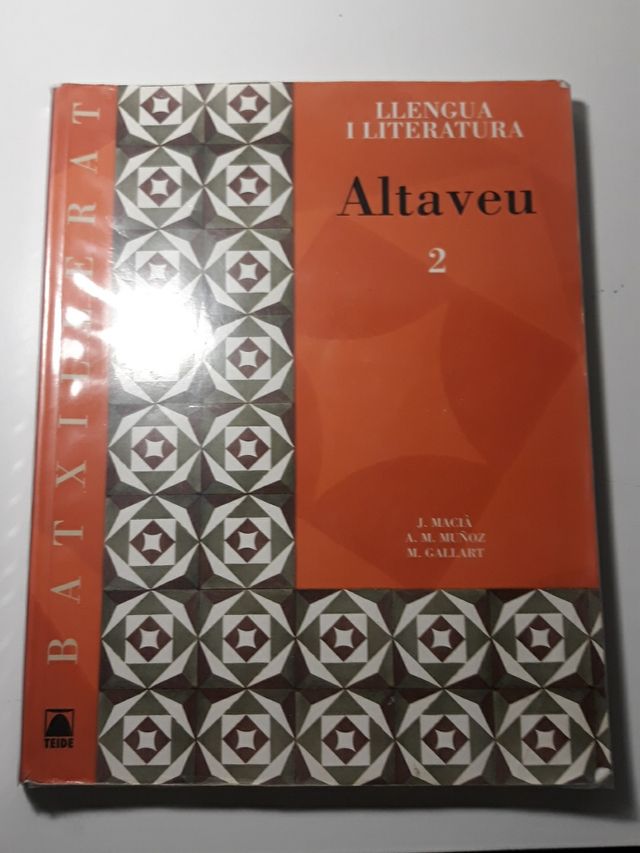 LLENGUA
I LITERATURA
Altaveu
2
J. MACIÀ
A. M. MUÑOZ
M. GALLART
BATXILLERAT
TEIDE